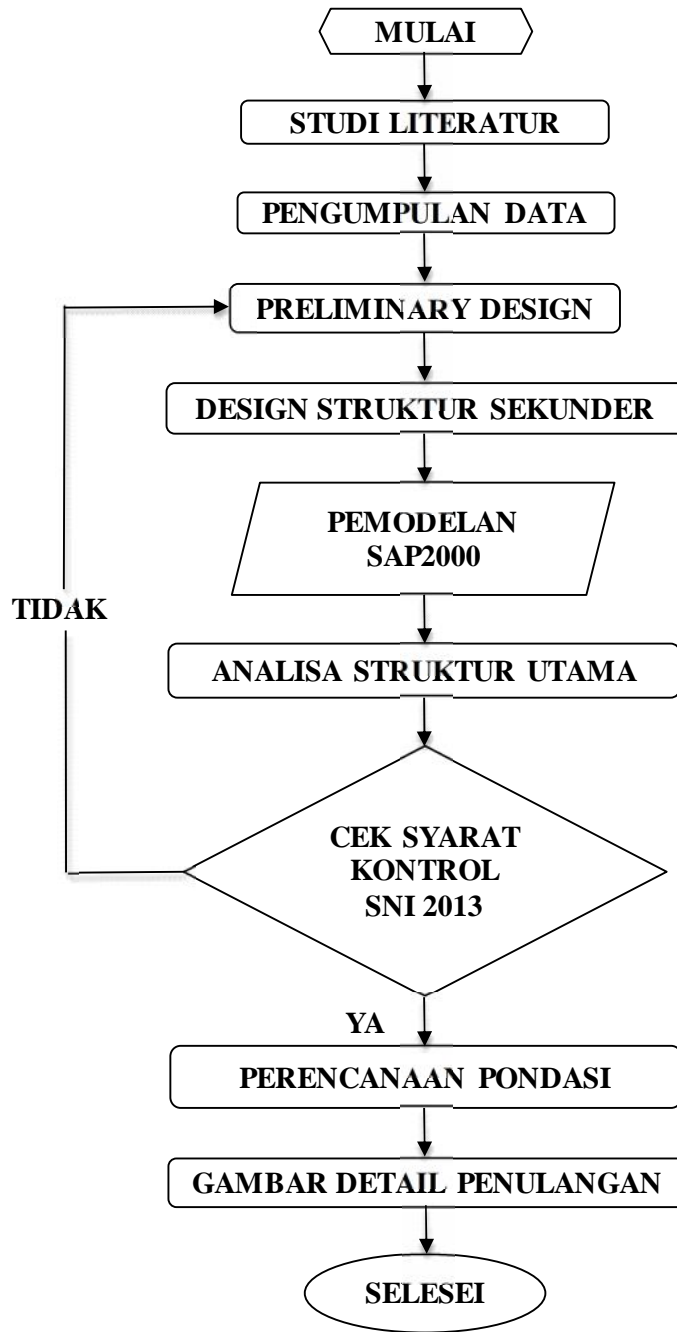 MULAI
STUDI LITERATUR
PENGUMPULAN DATA
PRELIMINARY DESIGN
DESIGN STRUKTUR SEKUNDER
PEMODELAN
SAP2000
TIDAK
ANALISA STRUKTUR UTAMA
CEK SYARAT
KONTROL
SNI 2013
YA
PERENCANAAN PONDASI
GAMBAR DETAIL PENULANGAN
SELESEI